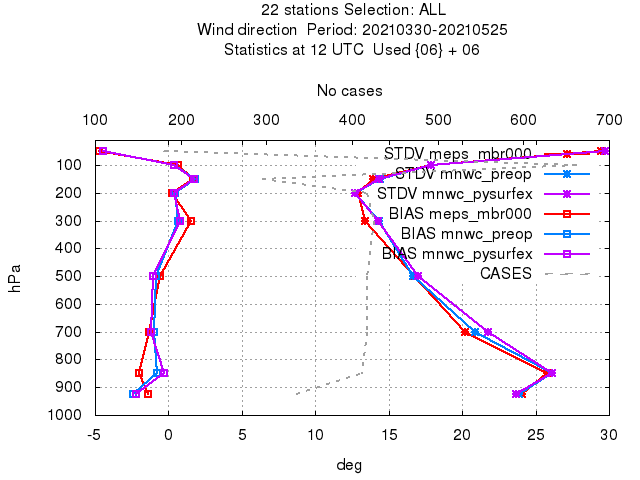 22 stations Selection: ALL
Wind direction  Period: 20210330-20210525
Statistics at 12 UTC  Used {06} + 06
No cases
100 200 300 400 500 600 700
STDV meps_mbr000
STDV mnwc_preop
STDV mnwc_pysurfex
BIAS meps_mbr000
BIAS mnwc_preop
BIAS mnwc_pysurfex
CASES
hPa
100
200
300
400
500
600
700
800
900
1000
-5 0 5 10 15 20 25 30
deg